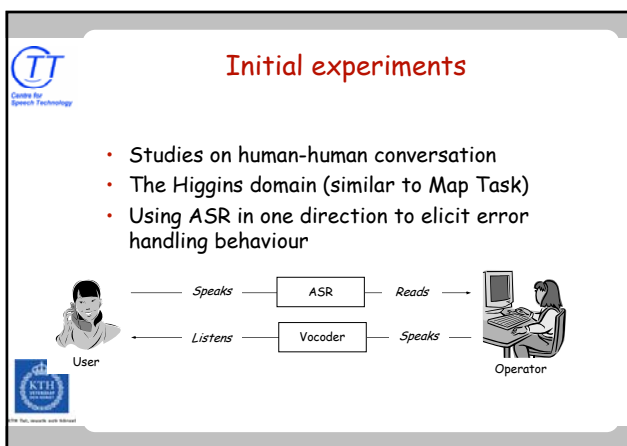 TT
Centre for
Speech Technology
Initial experiments
• Studies on human-human conversation
• The Higgins domain (similar to Map Task)
• Using ASR in one direction to elicit error
handling behaviour
Speaks ASR Reads
Listens Vocoder Speaks
User
Operator
KTH